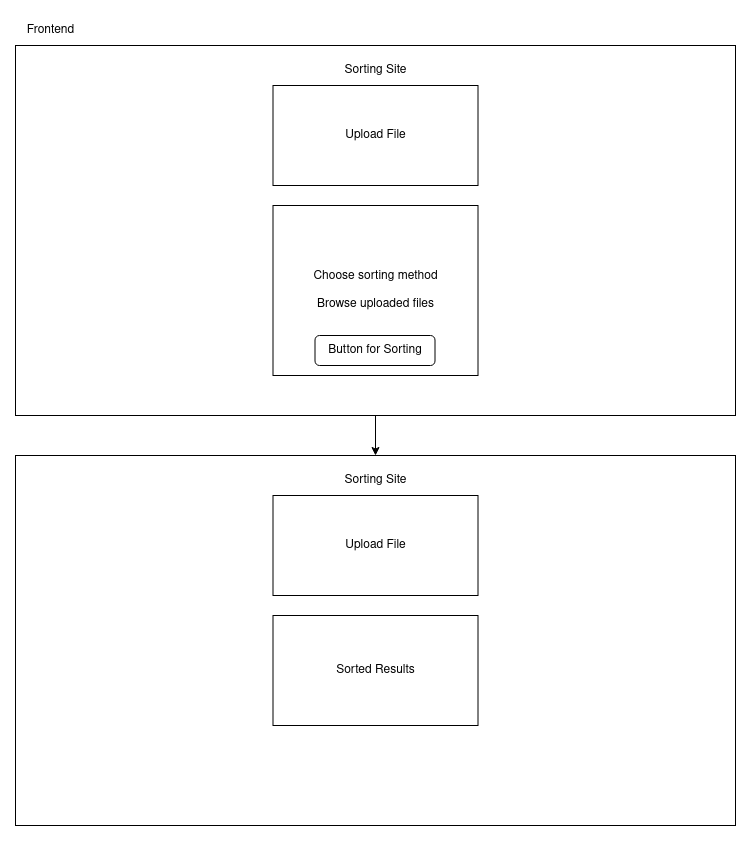 Frontend
Sorting Site
Upload File
Choose sorting method
Browse uploaded files
Button for Sorting
Sorting Site
Upload File
Sorted Results